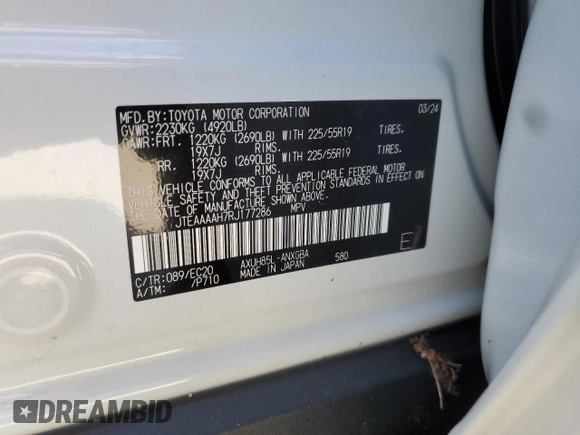 MFD.BY:TOYOTA MOTOR CORPORATION 03/24
GVWR:2230KG (4920LB)
GAWR:FRT. 1220KG (2690LB) WITH 225/55R19 TIRES.
19X7J RIMS.
RR. 1220KG (2690LB) WITH 225/55R19 TIRES.
19X7J RIMS.
THIS VEHICLE CONFORMS TO ALL APPLICABLE FEDERAL MOTOR
VEHICLE SAFETY AND THEFT PREVENTION STANDARDS IN EFFECT
THE DATE OF MANUFACTURE SHOWN ABOVE.
JTEAAAAH7RJ177286 MPV
E
C/TR:089/EC20 AXUH85L-ANXGBA 580
A/TM: /P710 MADE IN JAPAN
DREAMBID